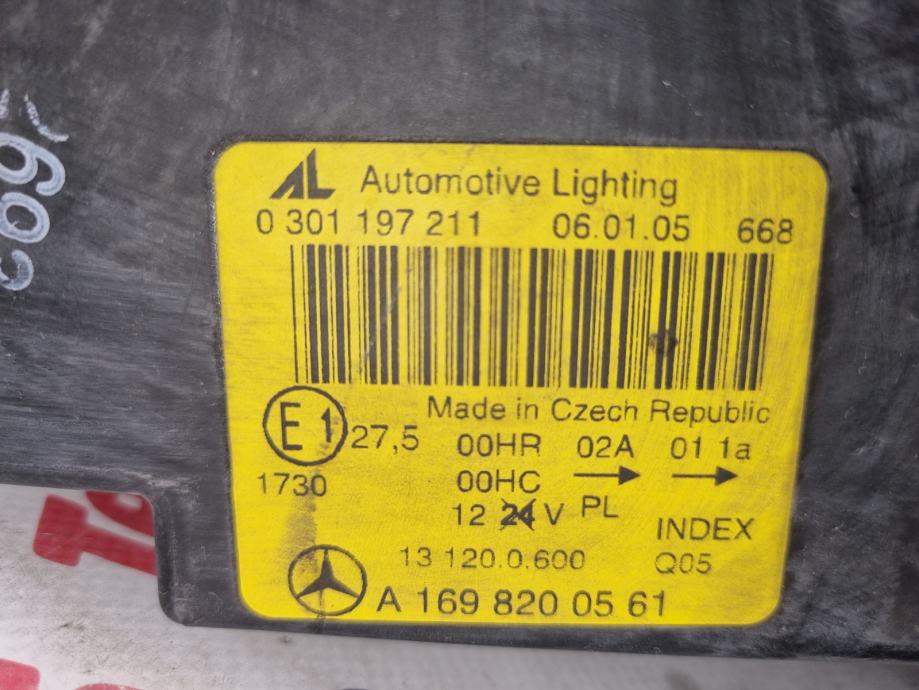 AL Automotive Lighting
0 301 197 211 06.01.05 668
Made in Czech Republic
E1 27,5 00HR 02A 01 1a
1730 00HC → →
12 24 V PL
INDEX
13 120.0.600 Q05
A 169 820 05 61